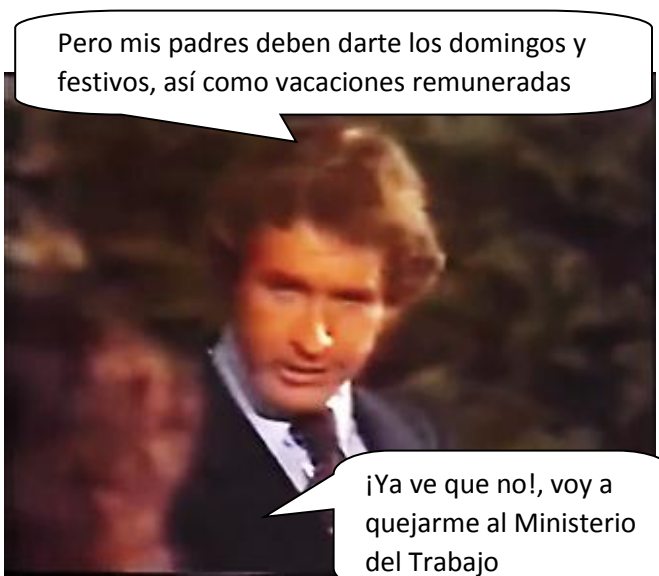 Pero mis padres deben darte los domingos y
festivos, así como vacaciones remuneradas
¡Ya ve que no!, voy a
quejarme al Ministerio
del Trabajo